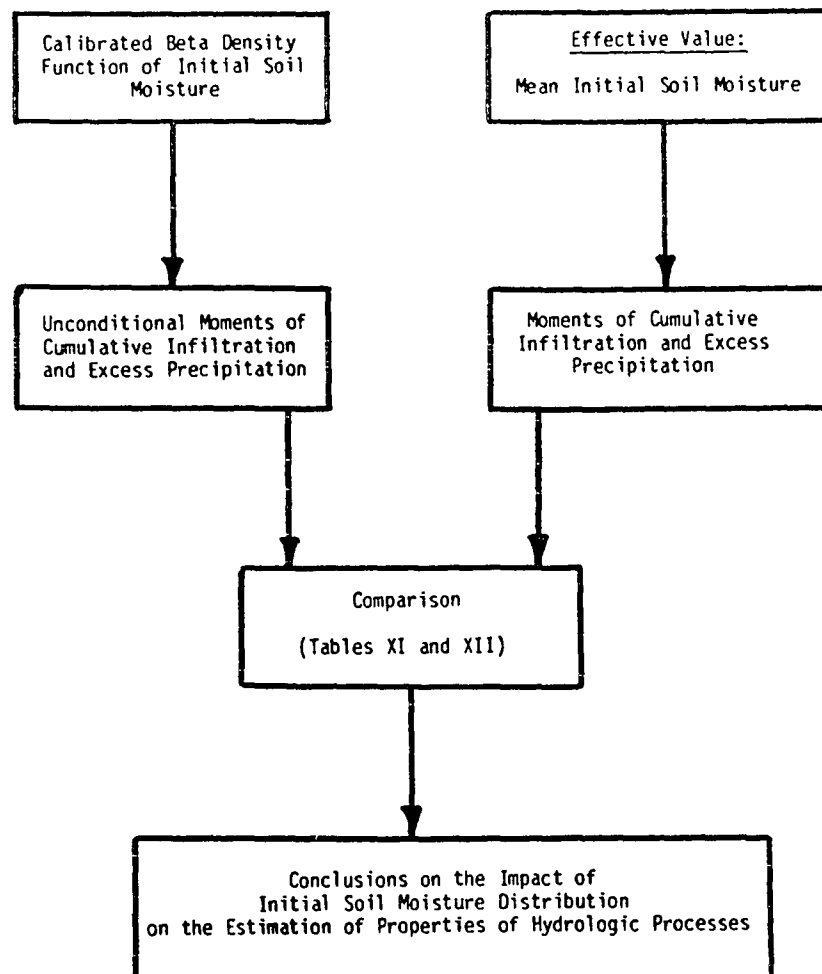 Calibrated Beta Density
Function of Initial Soil
Moisture
Effective Value:
Mean Initial Soil Moisture
Unconditional Moments of
Cumulative Infiltration
and Excess Precipitation
Moments of Cumulative
Infiltration and Excess
Precipitation
Comparison
(Tables XI and XII)
Conclusions on the Impact of
Initial Soil Moisture Distribution
on the Estimation of Properties of Hydrologic Processes